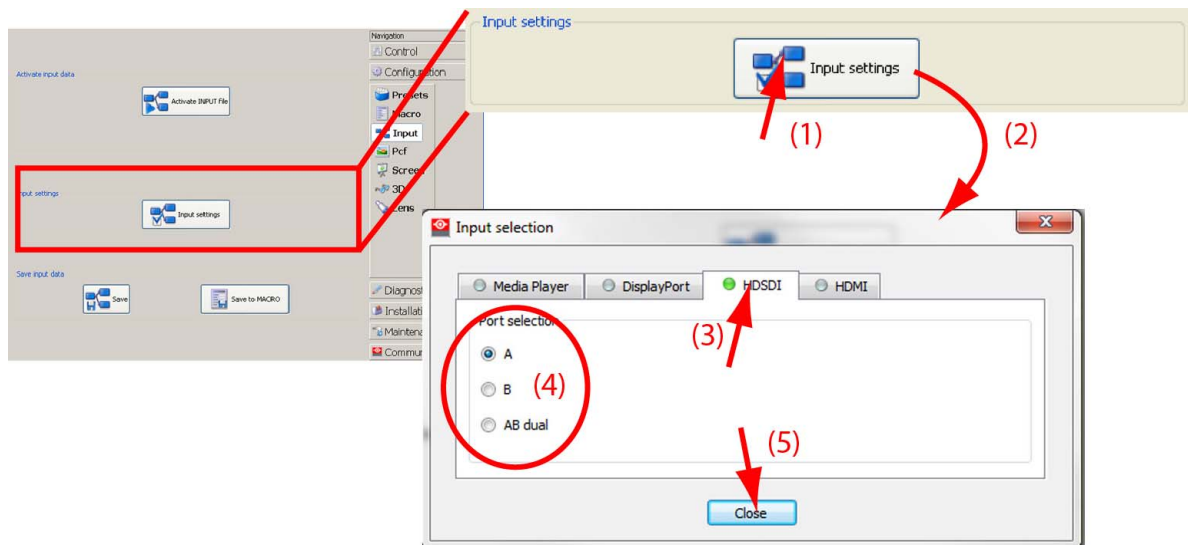 Navigation
Control
Configuration
Presets
Macro
Input
Pcf
Screen
3D
Lens
Activate input data
Activate INPUT file
Input settings
Input settings
Save input data
Save
Save to MACRO
Input settings
Input settings
(1)
(2)
Input selection
Media Player
DisplayPort
HDSDI
HDMI
Port selection
(3)
A
B
(4)
AB dual
(5)
Close